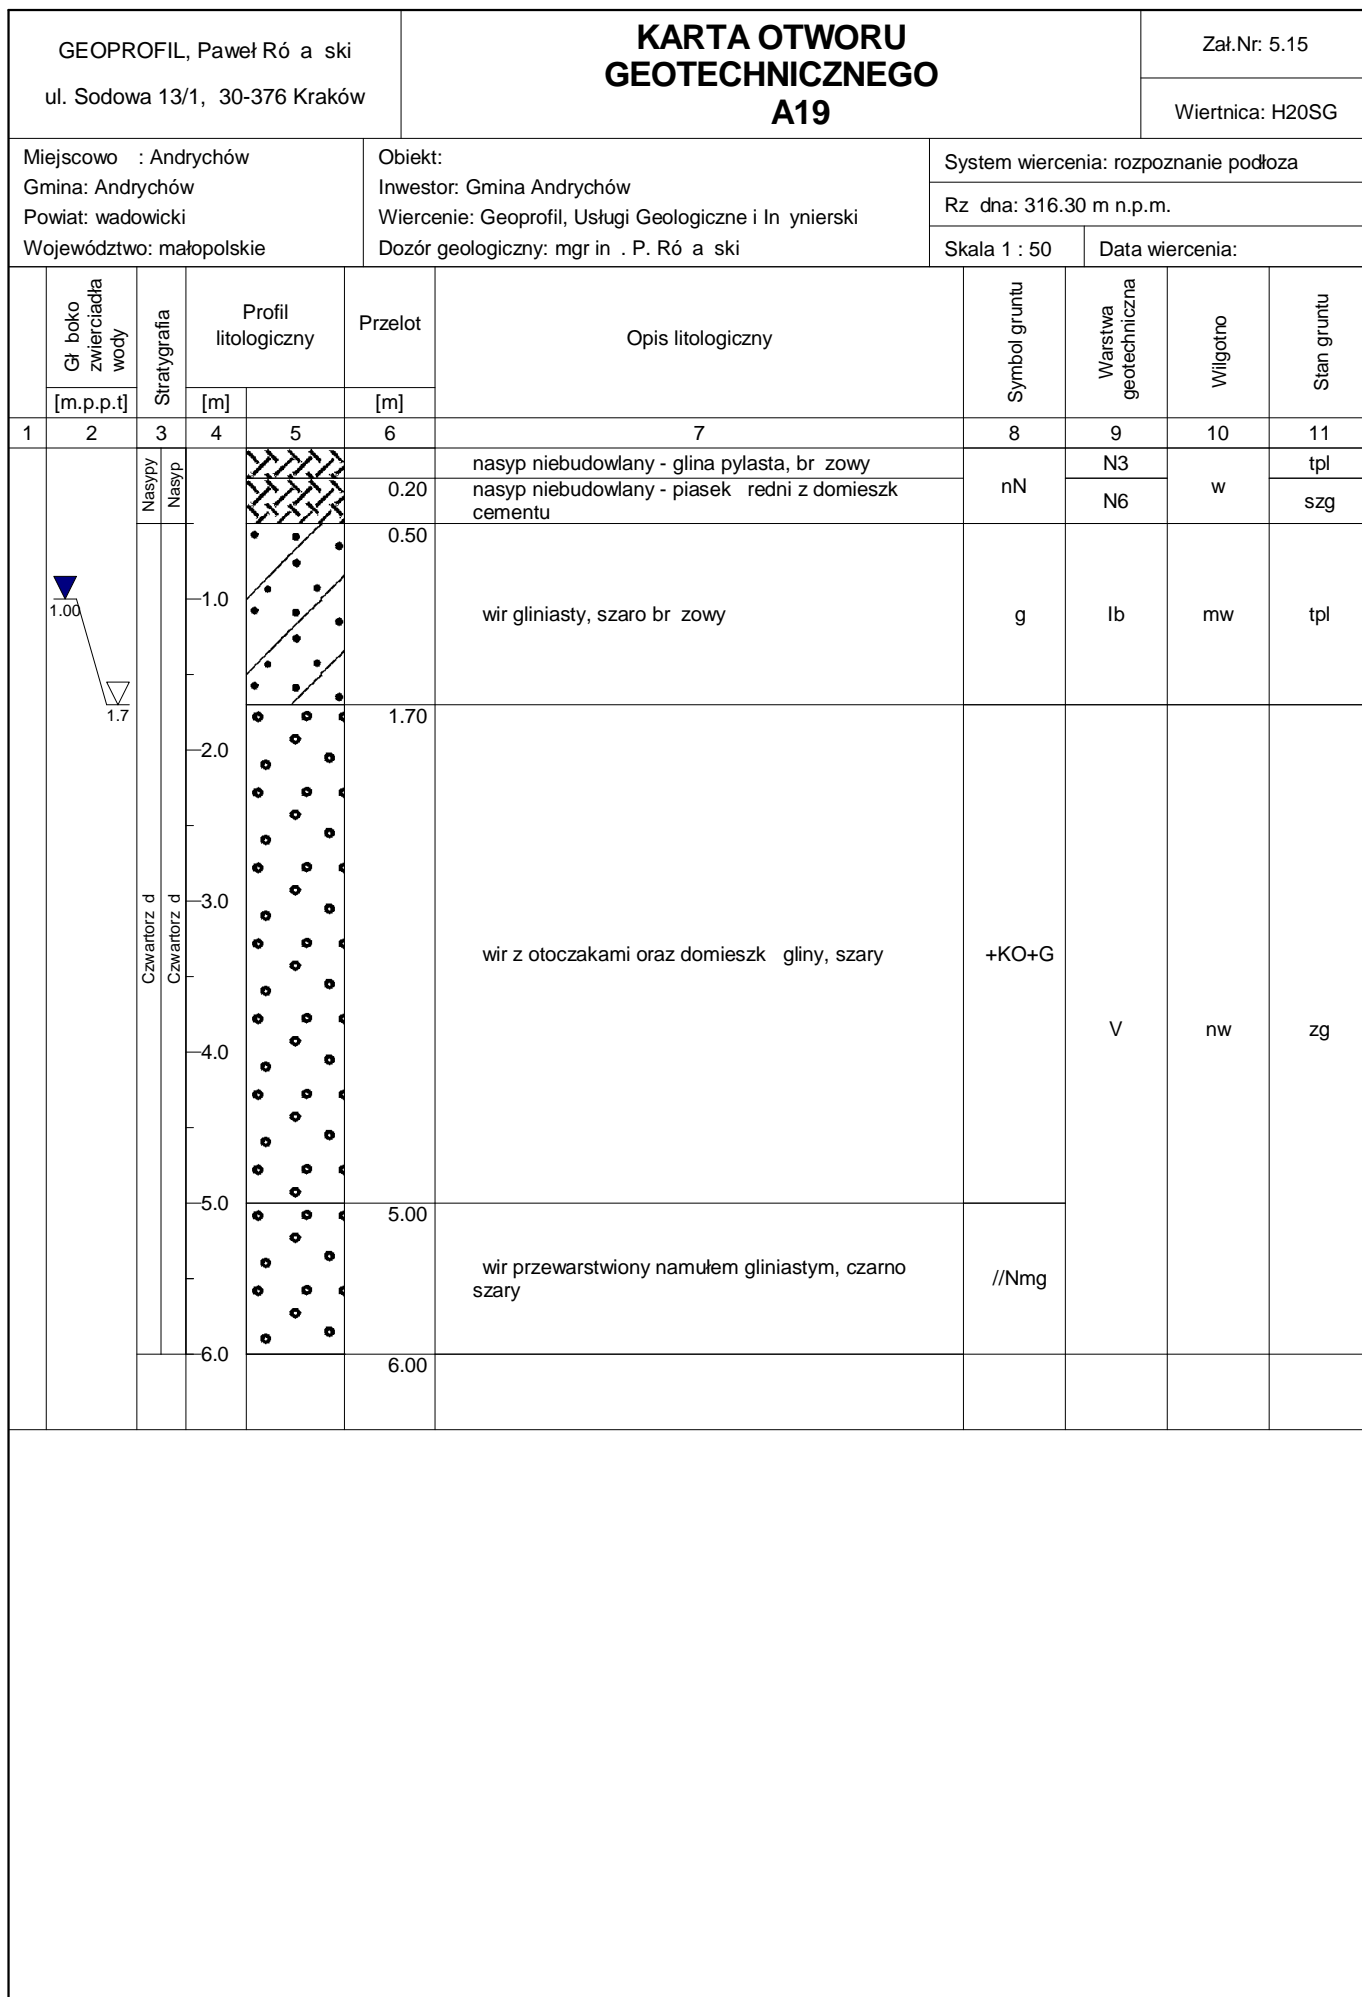 GEOPROFIL, Paweł Ró a ski
ul. Sodowa 13/1, 30-376 Kraków
KARTA OTWORU
GEOTECHNICZNEGO
A19
Zał.Nr: 5.15
Wiertnica: H20SG
Miejscowo : Andrychów
Gmina: Andrychów
Powiat: wadowicki
Województwo: małopolskie
Obiekt:
Inwestor: Gmina Andrychów
Wiercenie: Geoprofil, Usługi Geologiczne i In ynierski
Dozór geologiczny: mgr in . P. Ró a ski
System wiercenia: rozpoznanie podłoza
Rz dna: 316.30 m n.p.m.
Skala 1 : 50
Data wiercenia:
Gł boko
zwierciadła
wody
[m.p.p.t]
Stratygrafia
Profil
litologiczny
[m]
Przelot
[m]
Opis litologiczny
Symbol gruntu
Warstwa
geotechniczna
Wilgotno
Stan gruntu
1 2 3 4 5 6 7 8 9 10 11
Nasypy
Nasyp
nasyp niebudowlany - glina pylasta, br zowy
N3
tpl
0.20
nasyp niebudowlany - piasek redni z domieszk
cementu
nN
N6
w
szg
0.50
1.00
1.0
wir gliniasty, szaro br zowy
g
Ib
mw
tpl
1.7
1.70
2.0
Czwartorz d
Czwartorz d
3.0
wir z otoczakami oraz domieszk gliny, szary
+KO+G
4.0
V
nw
zg
5.0
5.00
wir przewarstwiony namułem gliniastym, czarno
szary
//Nmg
6.0
6.00